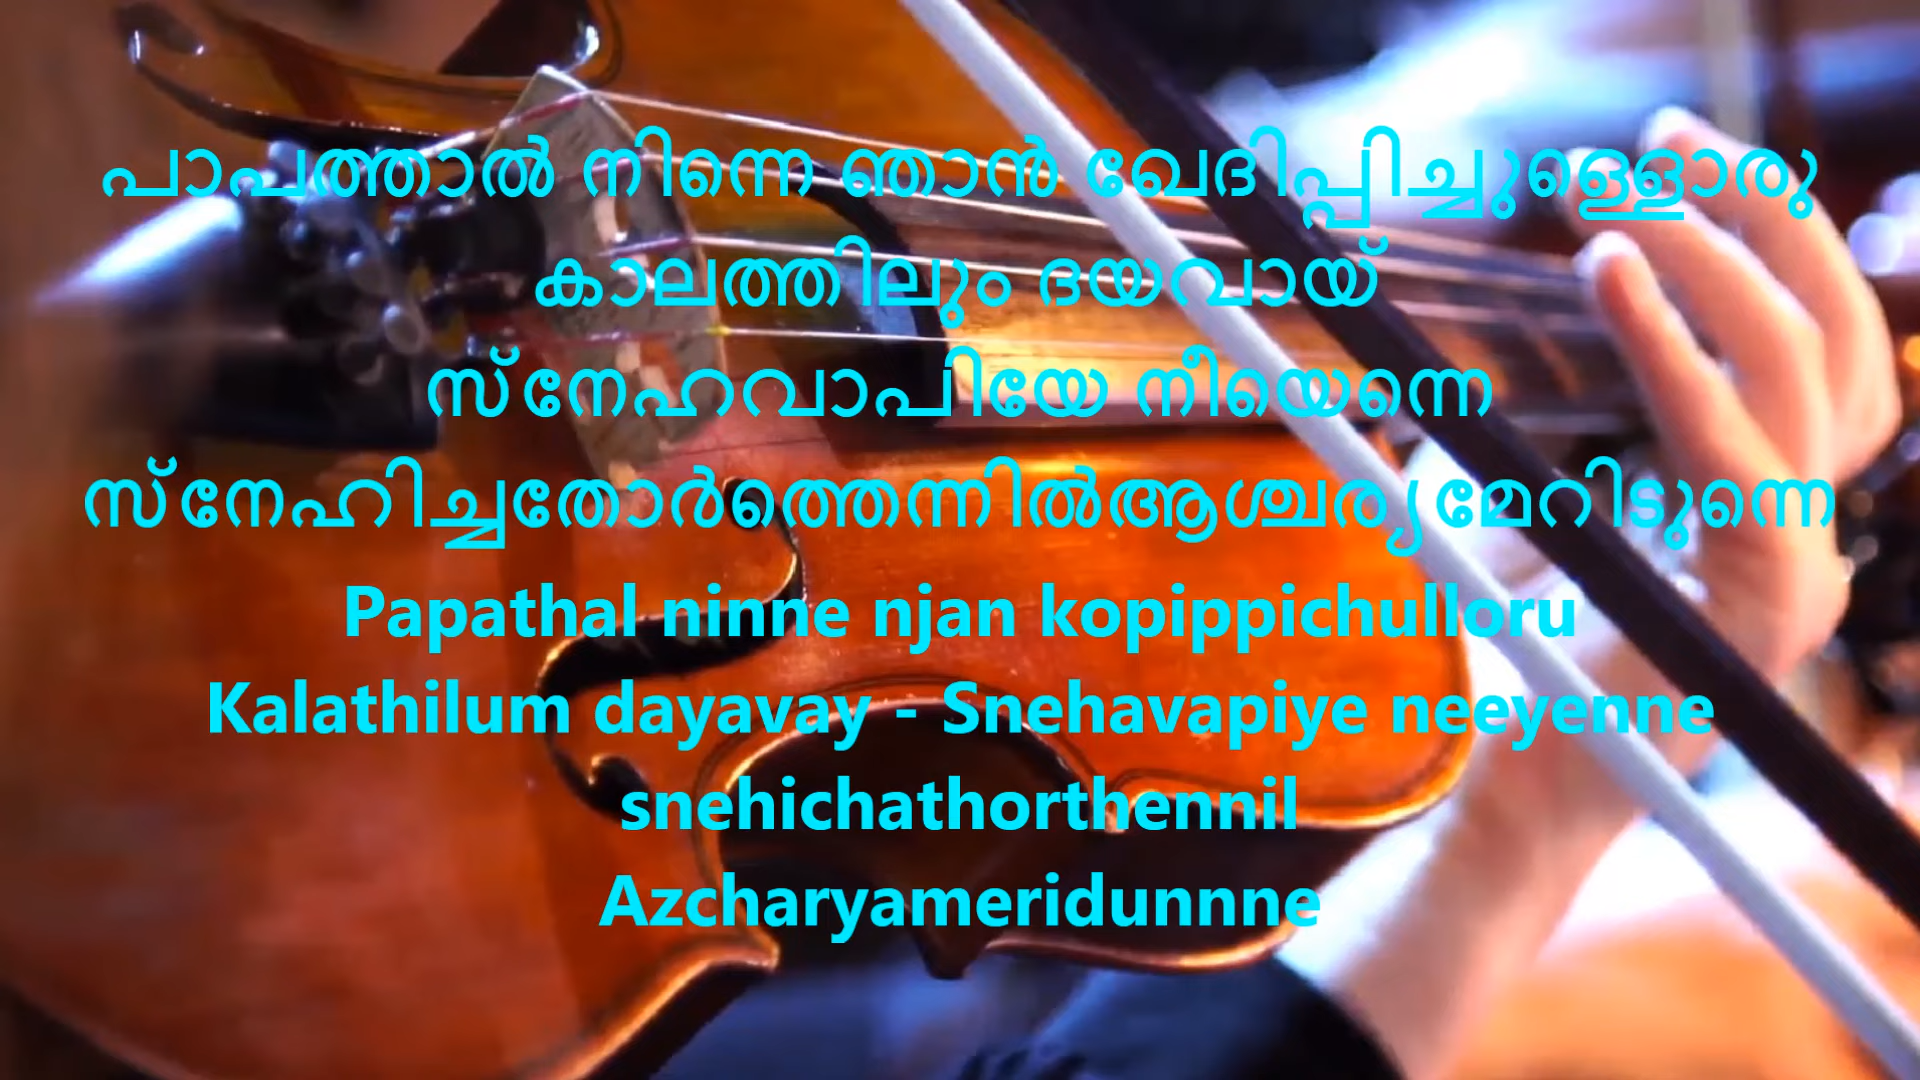 പാപത്താൽ നിന്നെ ഞാൻ ഖേദിപ്പിച്ചുള്ളൊരു
കാലത്തിലും ദയവായ്
സ്നേഹവാപിയേ നീയെന്നെ
സ്നേഹിച്ചതോർത്തെന്നിൽആശ്ചര്യമേറിടുന്നെ
Papathal ninne njan kopippichulloru
Kalathilum dayavay - Snehavapiye neeyenne
snehichathorthennil
Azcharyameridunnne